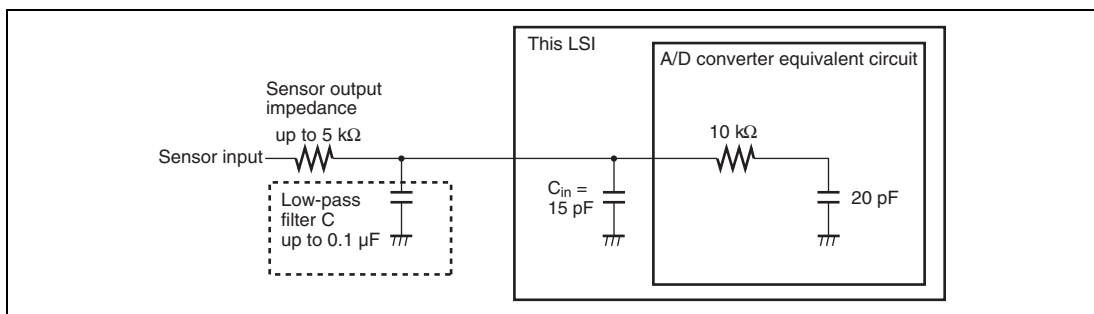 This LSI
A/D converter equivalent circuit
Sensor output
impedance
up to 5 kΩ
10 kΩ
Sensor input
Low-pass
filter C
up to 0.1 μF
Cin =
15 pF
20 pF